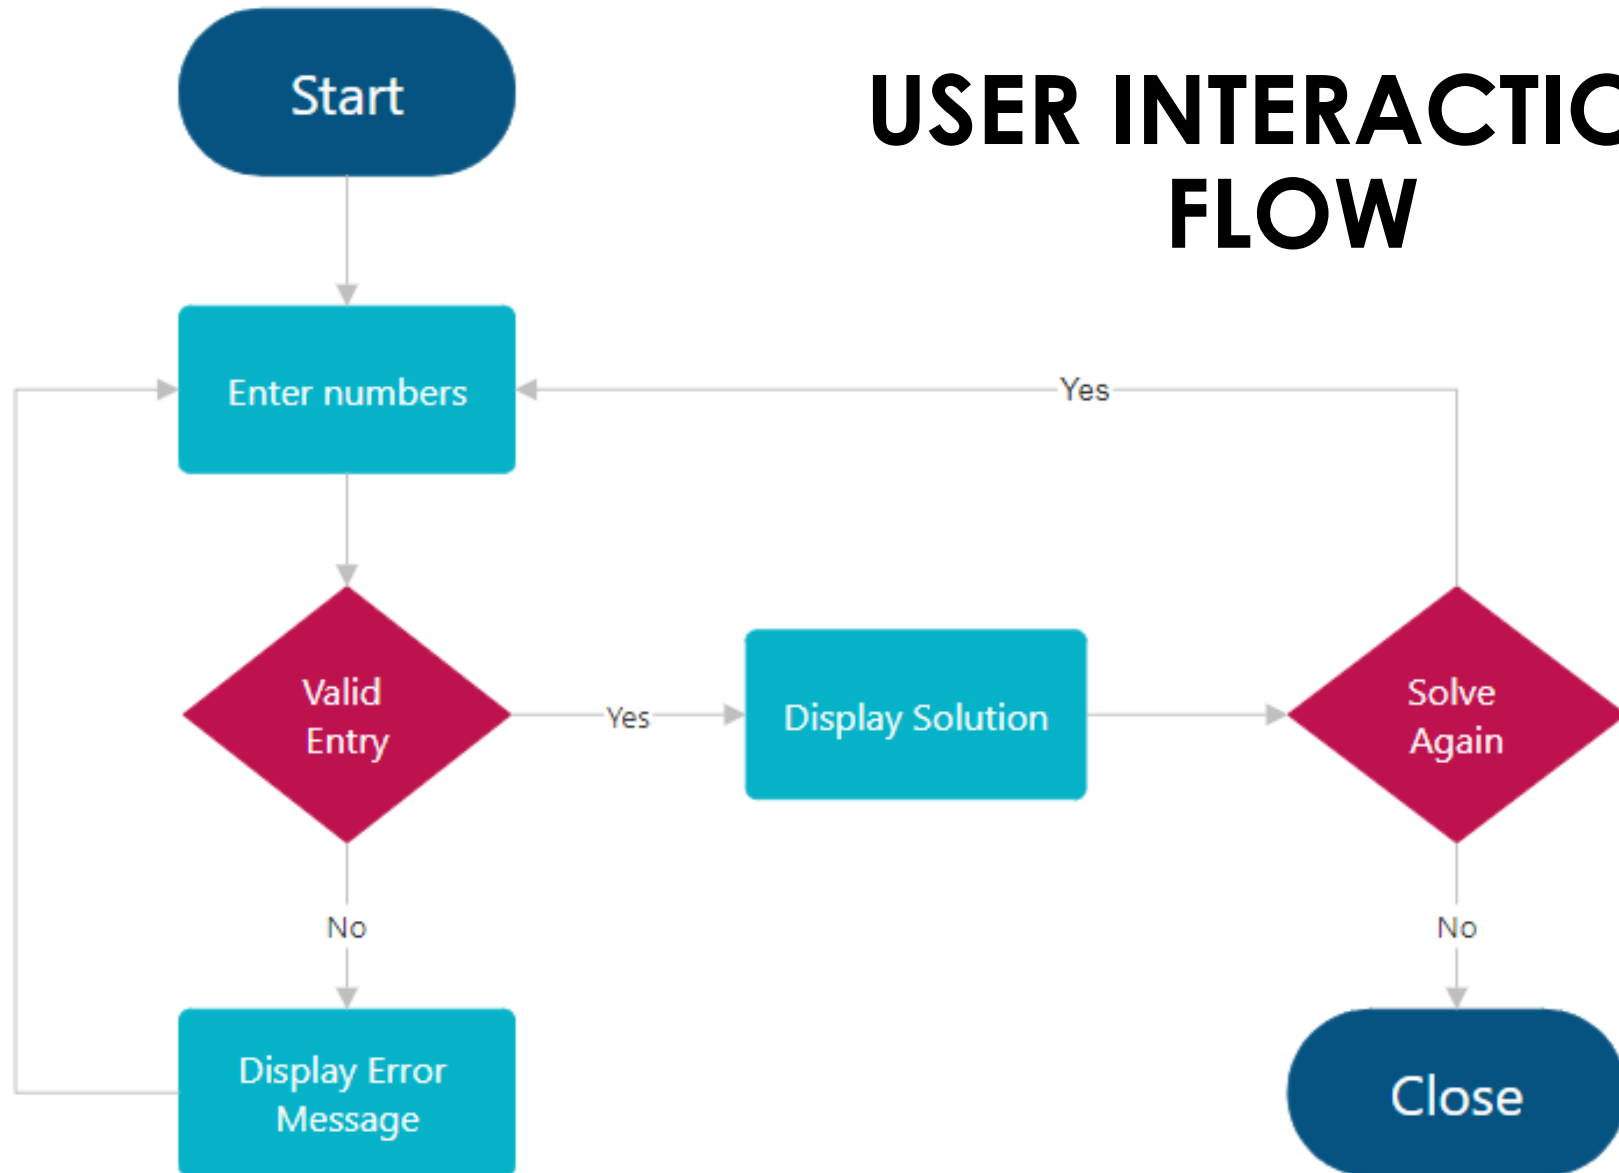 Start
USER INTERACTIO
FLOW
Enter numbers
Yes
Valid
Entry
Yes
Display Solution
Solve
Again
No
No
Display Error
Message
Close